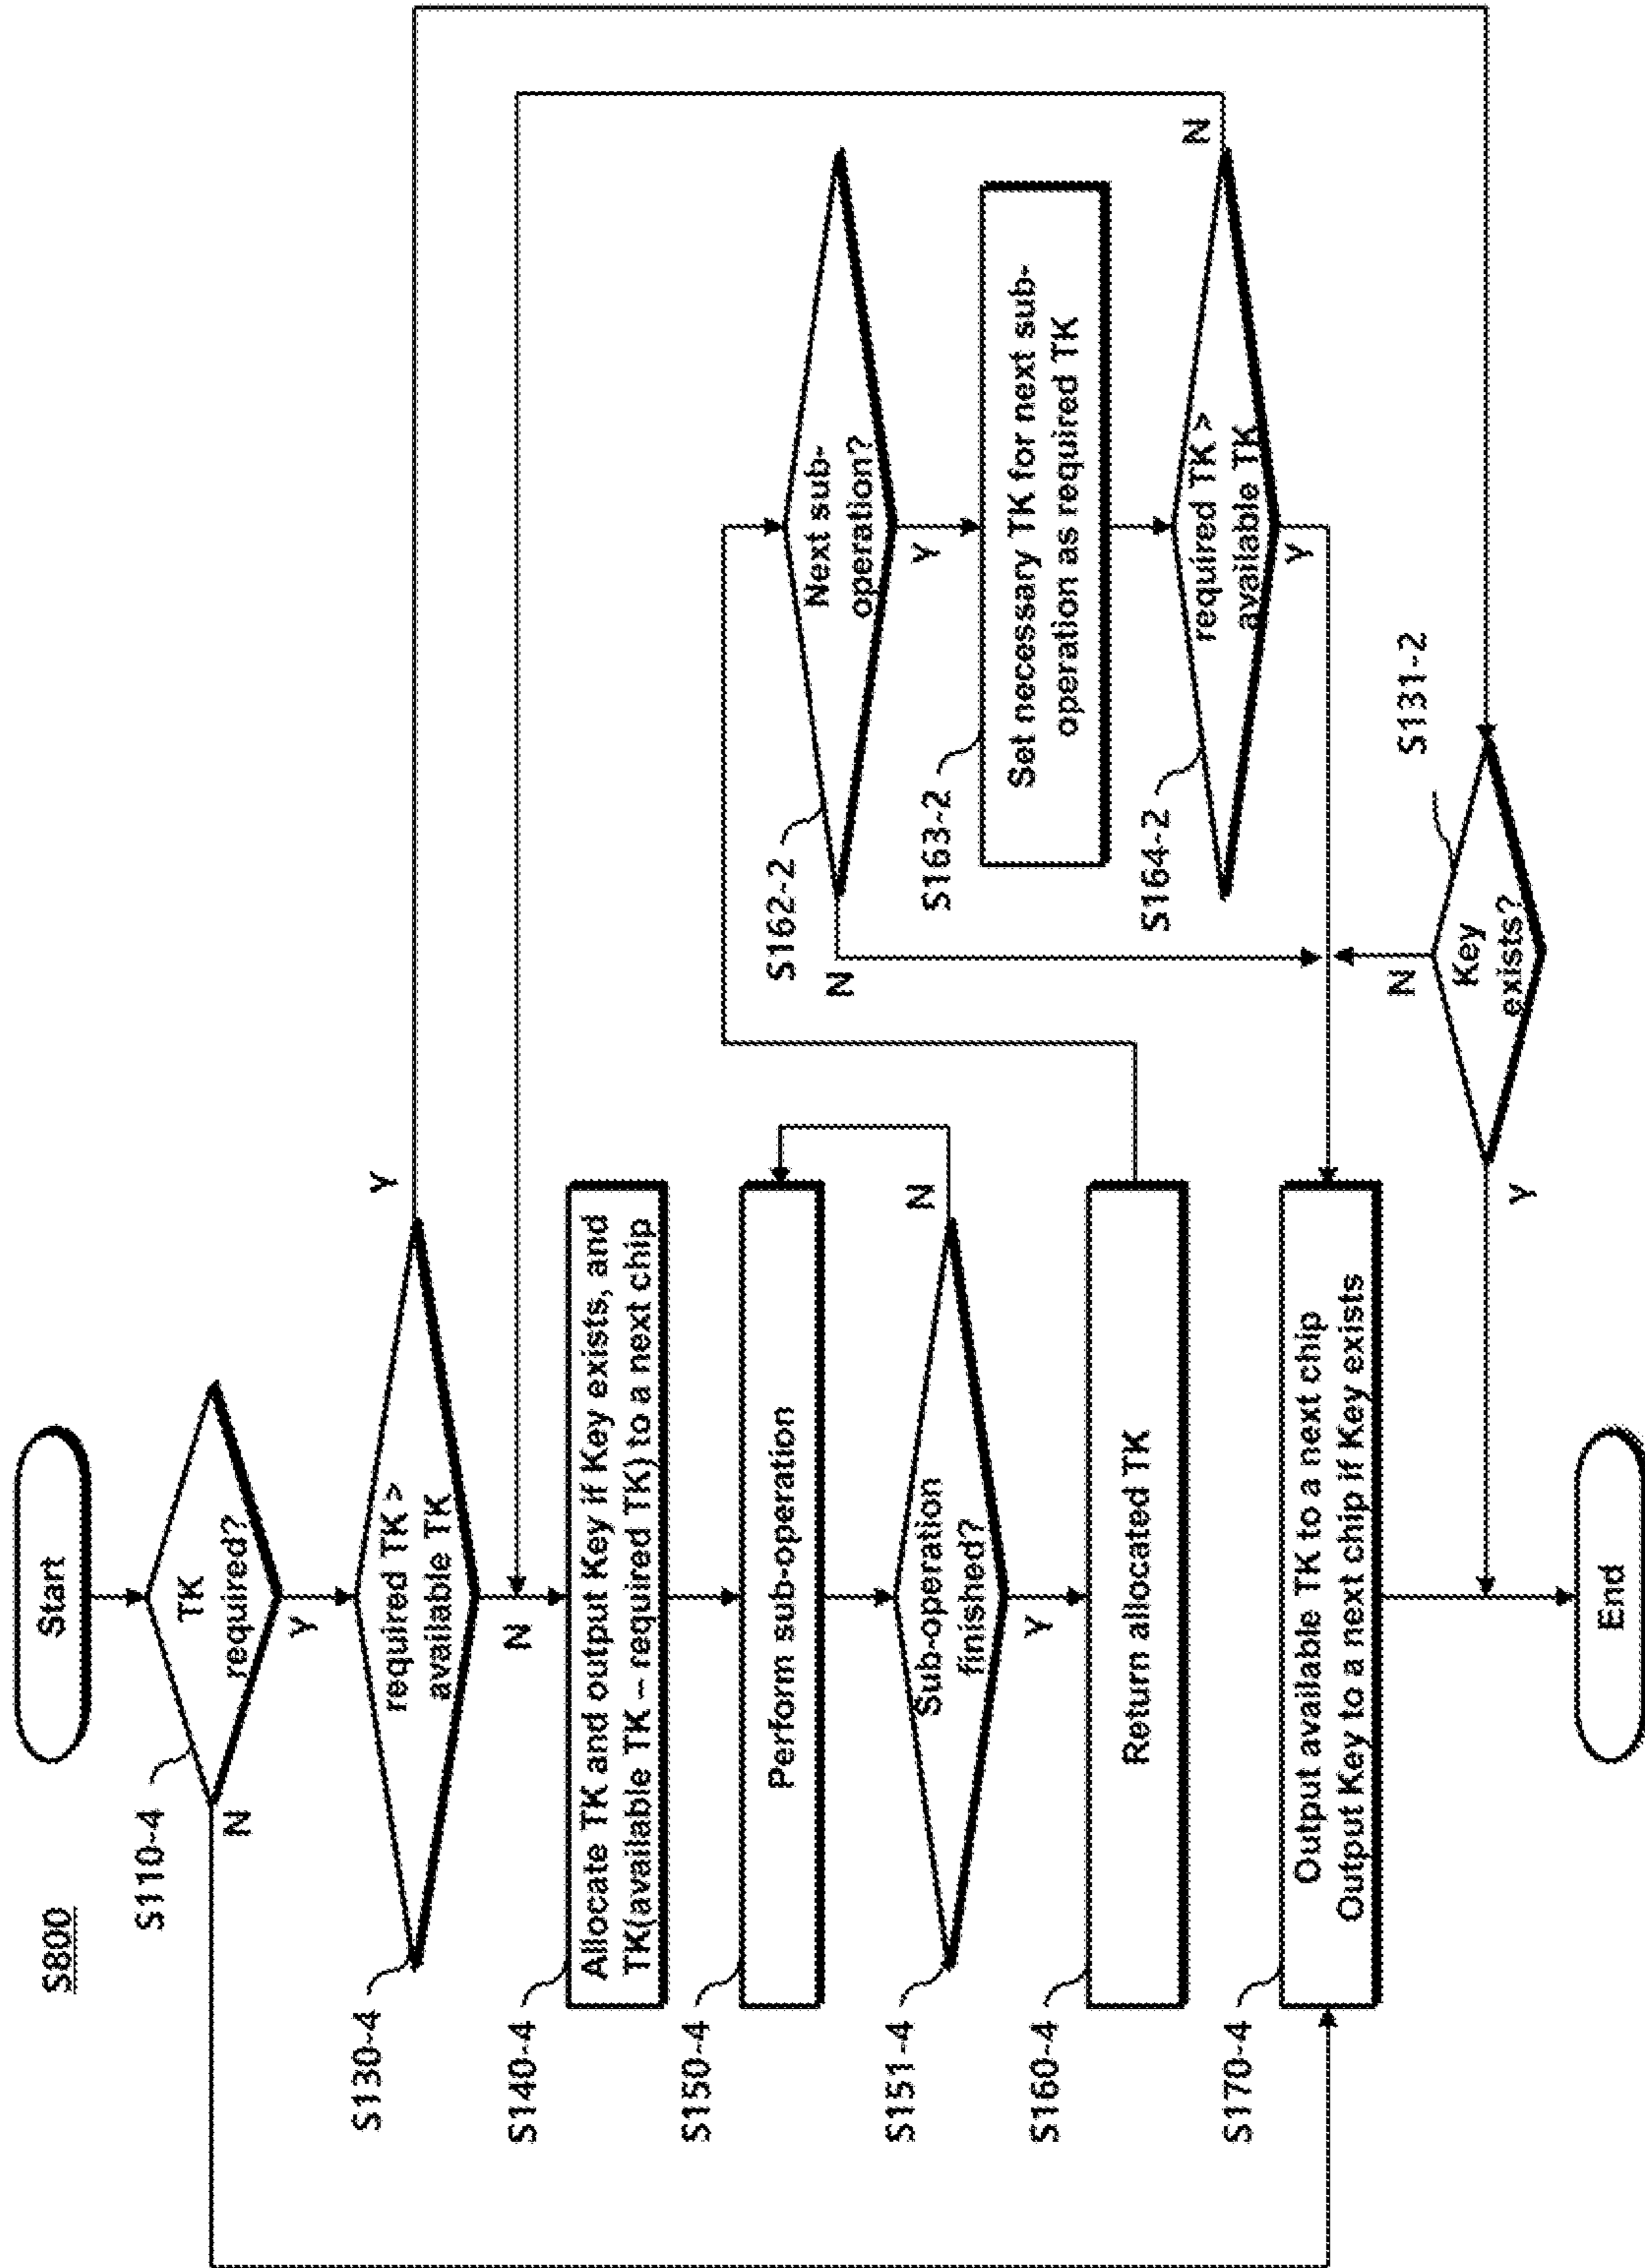 S800
Start
S110-4
TK
required?
N
Y
S130-4
required TK >
available TK
Y
N
S140-4
Allocate TK and output Key if Key exists, and
TK(available TK – required TK) to a next chip
S150-4
Perform sub-operation
S151-4
Sub-operation
finished?
N
Y
S160-4
Return allocated TK
S162-2
Next sub-
operation?
N
Y
S163-2
Set necessary TK for next sub-
operation as required TK
S164-2
required TK >
available TK
N
Y
S131-2
Key
exists?
N
Y
S170-4
Output available TK to a next chip
Output Key to a next chip if Key exists
End